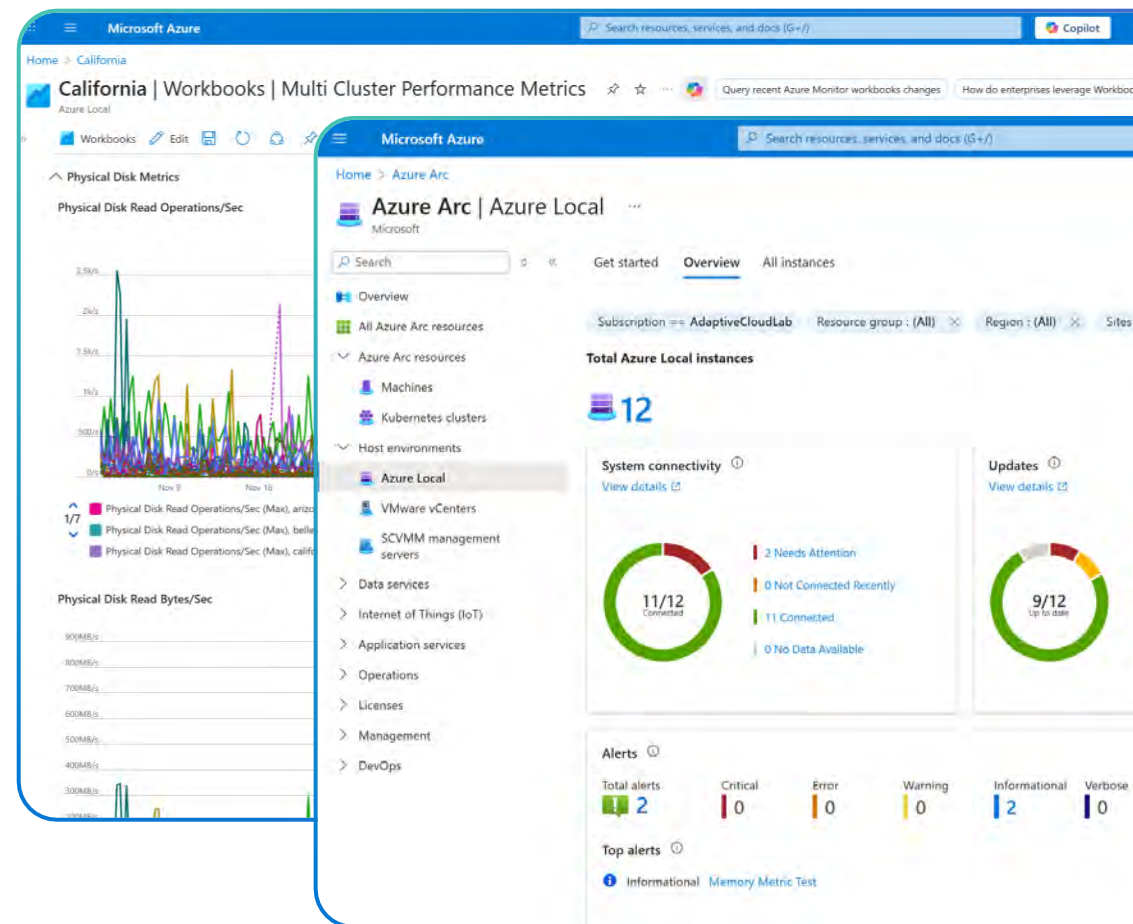 Microsoft Azure
Search resources, services, and docs (G+/)
Copilot
Home > California
California | Workbooks | Multi Cluster Performance Metrics
Query recent Azure Monitor workbooks changes
How do enterprises leverage
Azure Local
Workbooks Edit
Physical Disk Metrics
Physical Disk Read Operations/Sec
2.5k/s
2k/s
1.5k/s
1k/s
500/s
0/s
Nov 9 Nov 16
1/7
Physical Disk Read Operations/Sec (Max),
Physical Disk Read Operations/Sec (Max),
Physical Disk Read Operations/Sec (Max),
Physical Disk Read Bytes/Sec
900MB/s
800MB/s
700MB/s
600MB/s
500MB/s
400MB/s
300MB/s
200MB/s
Microsoft Azure
Search resources, services, and docs (G+/)
Home > Azure Arc
Azure Arc | Azure Local ...
Microsoft
Search
Overview
All Azure Arc resources
Azure Arc resources
Machines
Kubernetes clusters
Host environments
Azure Local
VMware vCenters
SCVMM management
servers
Data services
Internet of Things (IoT)
Application services
Operations
Licenses
Management
DevOps
Get started Overview All instances
Subscription == AdaptiveCloudLab Resource group : (All) Region : (All) Sites
Total Azure Local instances
12
System connectivity
View details
11/12
Connected
2 Needs Attention
0 Not Connected Recently
11 Connected
0 No Data Available
Updates
View details
9/12
Up to date
Alerts
Total alerts Critical Error Warning Informational Verbose
2 0 0 0 2 0
Top alerts
Informational Memory Metric Test